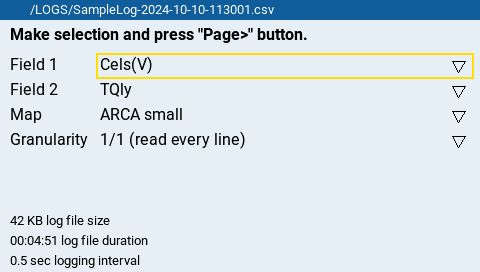 /LOGS/SampleLog-2024-10-10-113001.csv
Make selection and press "Page>" button.
Field 1 Cels(V)
Field 2 TQly
Map ARCA small
Granularity 1/1 (read every line)
42 KB log file size
00:04:51 log file duration
0.5 sec logging interval